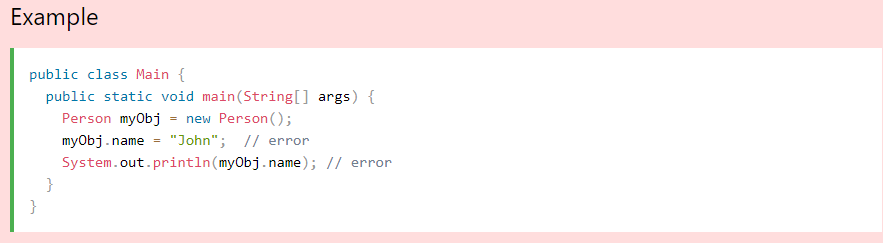 Example
public class Main {
  public static void main(String[] args) {
    Person myObj = new Person();
    myObj.name = "John";  // error
    System.out.println(myObj.name); // error
  }
}